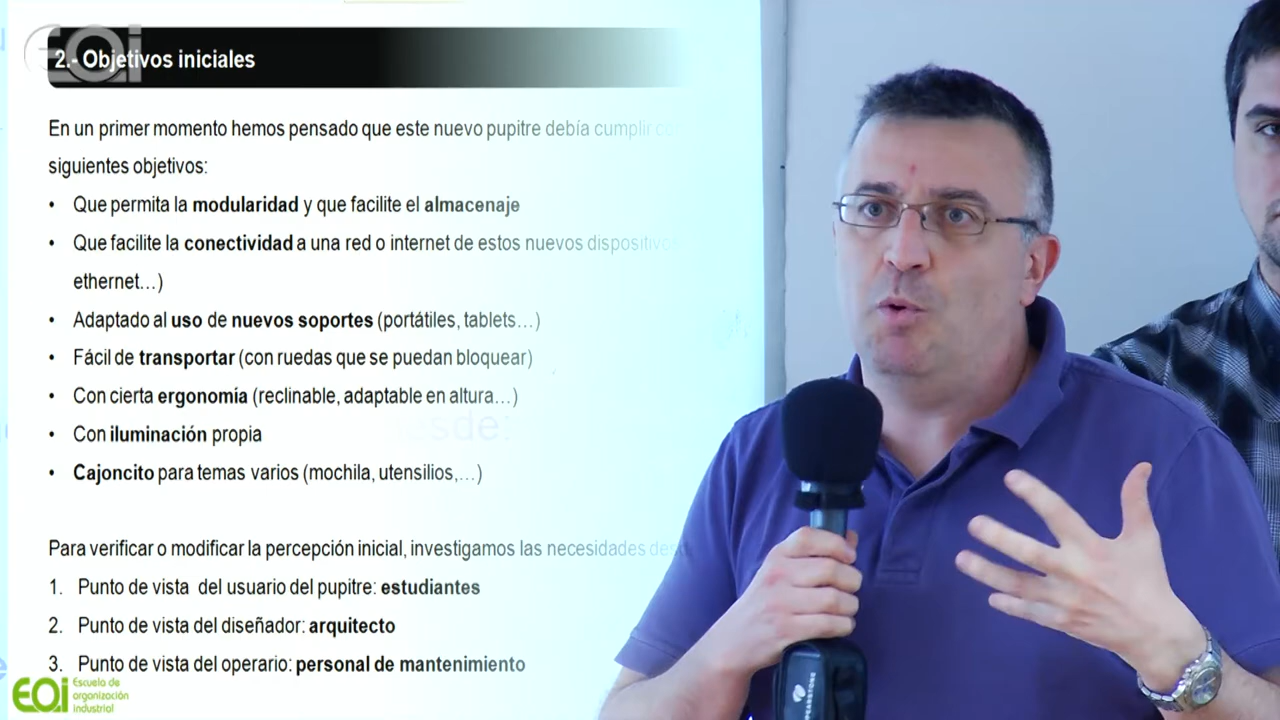 EOi
2.- Objetivos iniciales
En un primer momento hemos pensado que este nuevo pupitre debía cumplir
siguientes objetivos:
• Que permita la modularidad y que facilite el almacenaje
• Que facilite la conectividad a una red o internet de estos nuevos dispositivos
ethernet…)
• Adaptado al uso de nuevos soportes (portátiles, tablets…)
• Fácil de transportar (con ruedas que se puedan bloquear)
• Con cierta ergonomía (reclinable, adaptable en altura…)
• Con iluminación propia
• Cajoncito para temas varios (mochila, utensilios,…)
Para verificar o modificar la percepción inicial, investigamos las necesidades
1. Punto de vista del usuario del pupitre: estudiantes
2. Punto de vista del diseñador: arquitecto
3. Punto de vista del operario: personal de mantenimiento
EOi Escuela de
organización
industrial